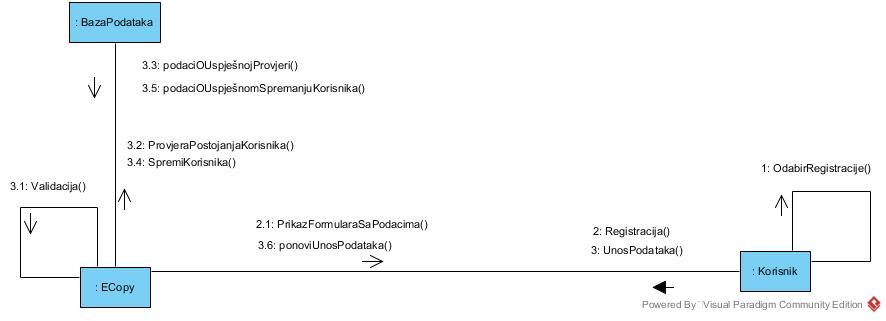 : BazaPodataka
3.3: podaciOUspješnojProvjeri()
3.5: podaciOUspješnomSpremanjuKorisnika()
3.2: ProvjeraPostojanjaKorisnika()
3.4: SpremiKorisnika()
1: OdabirRegistracije()
3.1: Validacija()
2.1: PrikazFormularaSaPodacima()
2: Registracija()
3.6: ponoviUnosPodataka()
3: UnosPodataka()
: ECopy
: Korisnik
Powered By Visual Paradigm Community Edition